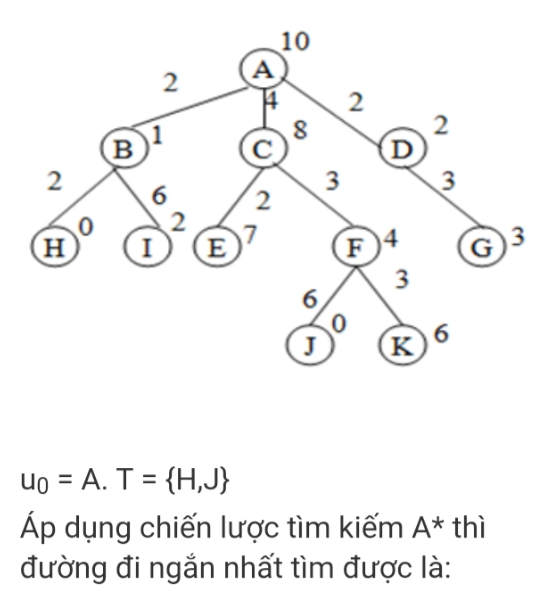 10
A
2
4
2
B 1
C 8
D 2
2
6
2
3
3
H 0
I 2
E 7
F 4
G 3
6
3
J 0
K 6
u₀ = A. T = {H,J}
Áp dụng chiến lược tìm kiếm A* thì
đường đi ngắn nhất tìm được là: